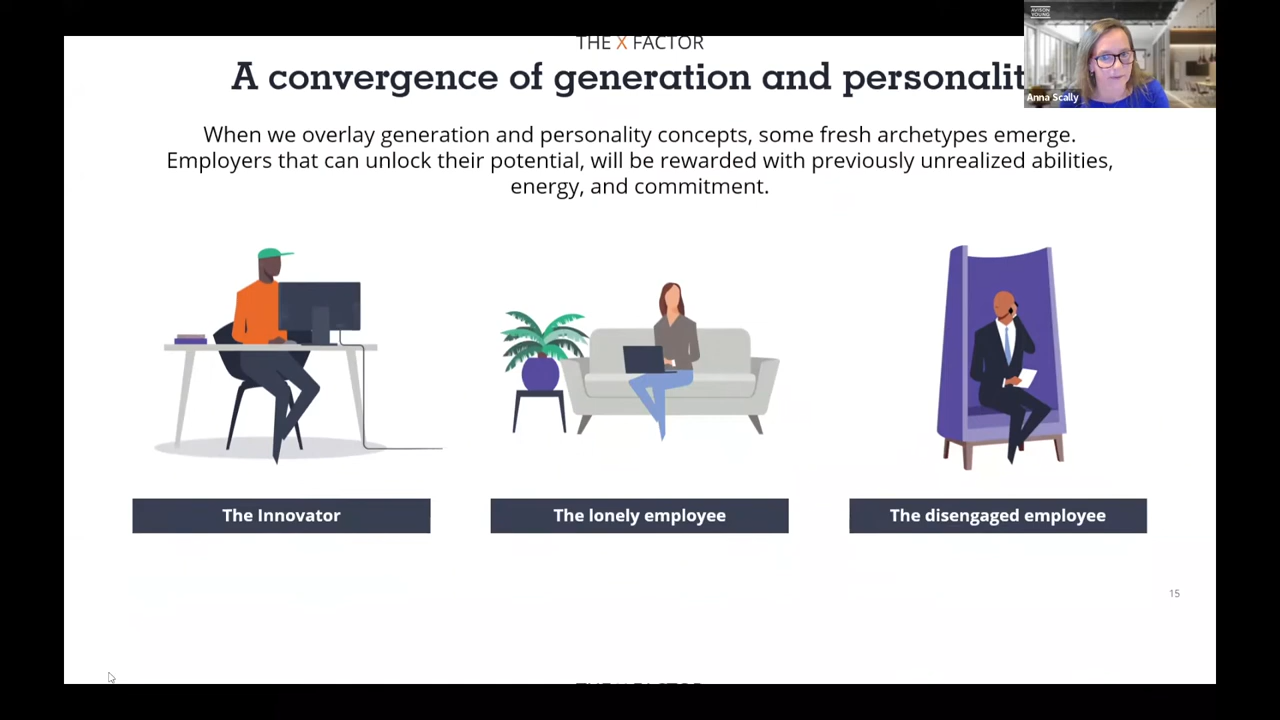 THE X FACTOR
A convergence of generation and personalit
AVISON
YOUNG
Anna Scally
When we overlay generation and personality concepts, some fresh archetypes emerge.
Employers that can unlock their potential, will be rewarded with previously unrealized abilities,
energy, and commitment.
The Innovator
The lonely employee
The disengaged employee
15